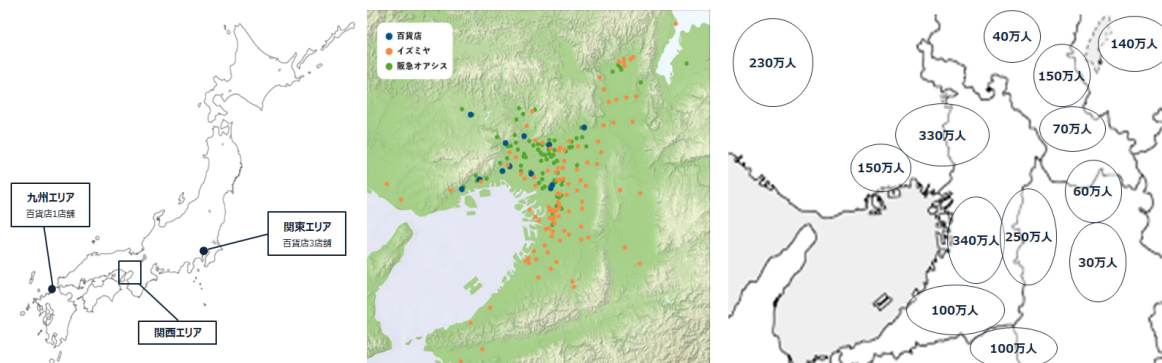 九州エリア
百貨店1店舗
関東エリア
百貨店3店舗
関西エリア
百貨店
イズミヤ
阪急オアシス
230万人
40万人
140万人
150万人
70万人
330万人
150万人
60万人
340万人
250万人
30万人
100万人
100万人